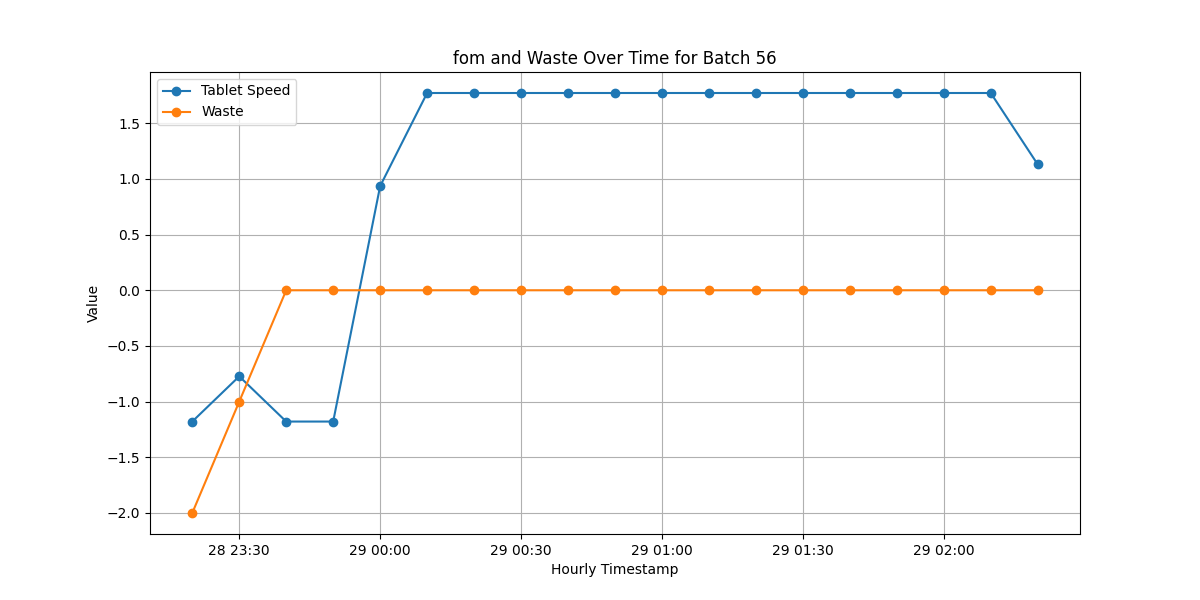 fom and Waste Over Time for Batch 56
Tablet Speed
Waste
1.5
1.0
0.5
0.0
−0.5
−1.0
−1.5
−2.0
Value
28 23:30
29 00:00
29 00:30
29 01:00
29 01:30
29 02:00
Hourly Timestamp